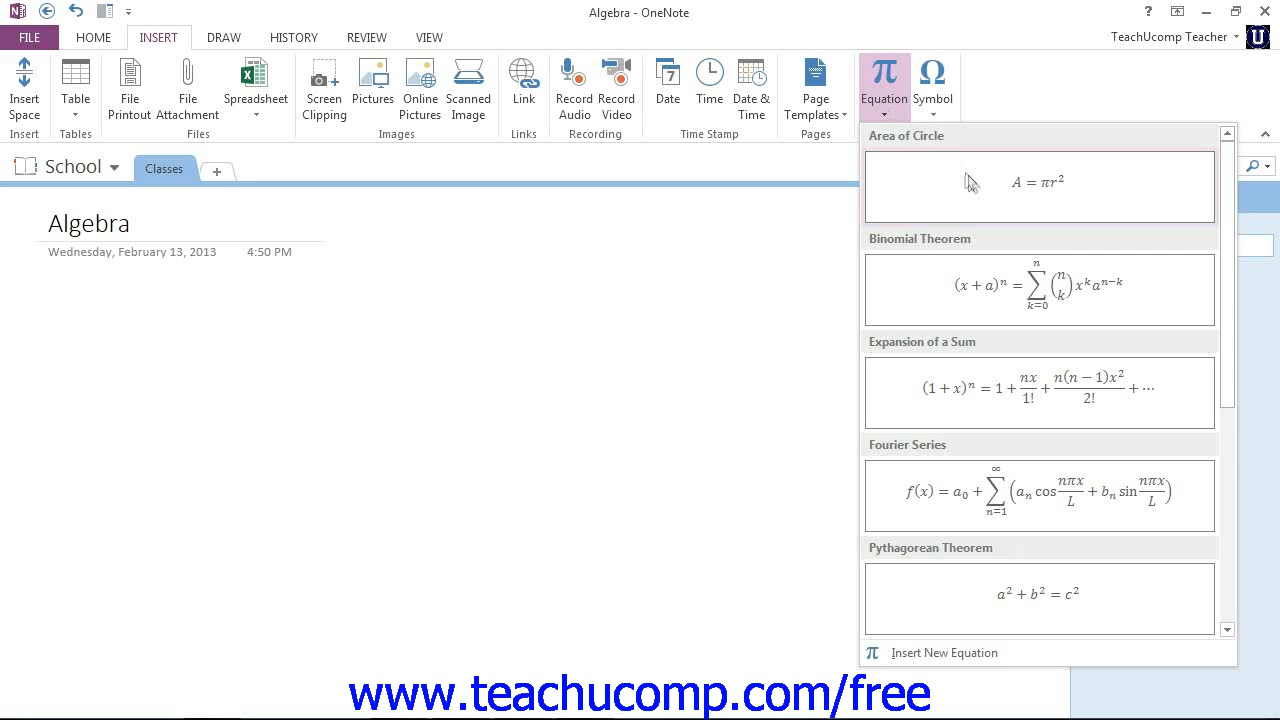 Algebra - OneNote
?
FILE HOME INSERT DRAW HISTORY REVIEW VIEW
TeachUcomp Teacher
U
Insert Space
Table
File Printout
File Attachment
Spreadsheet
Screen Clipping
Pictures
Online Pictures
Scanned Image
Link
Record Audio
Record Video
7
Date
Time
Date & Time
Page Templates
π
Equation
Ω
Symbol
Insert Tables Files Images Links Recording Time Stamp Pages
School
Classes
+
Algebra
Wednesday, February 13, 2013 4:50 PM
Area of Circle
A = πr²
Binomial Theorem
(x + a)ⁿ = ∑ₖ₌₀ⁿ (n k) xᵏaⁿ⁻ᵏ
Expansion of a Sum
(1 + x)ⁿ = 1 + nx/1! + n(n − 1)x²/2! + ⋯
Fourier Series
f(x) = a₀ + ∑ₙ₌₁^∞ (aₙ cos nπx/L + bₙ sin nπx/L)
Pythagorean Theorem
a² + b² = c²
π Insert New Equation
www.teachucomp.com/free